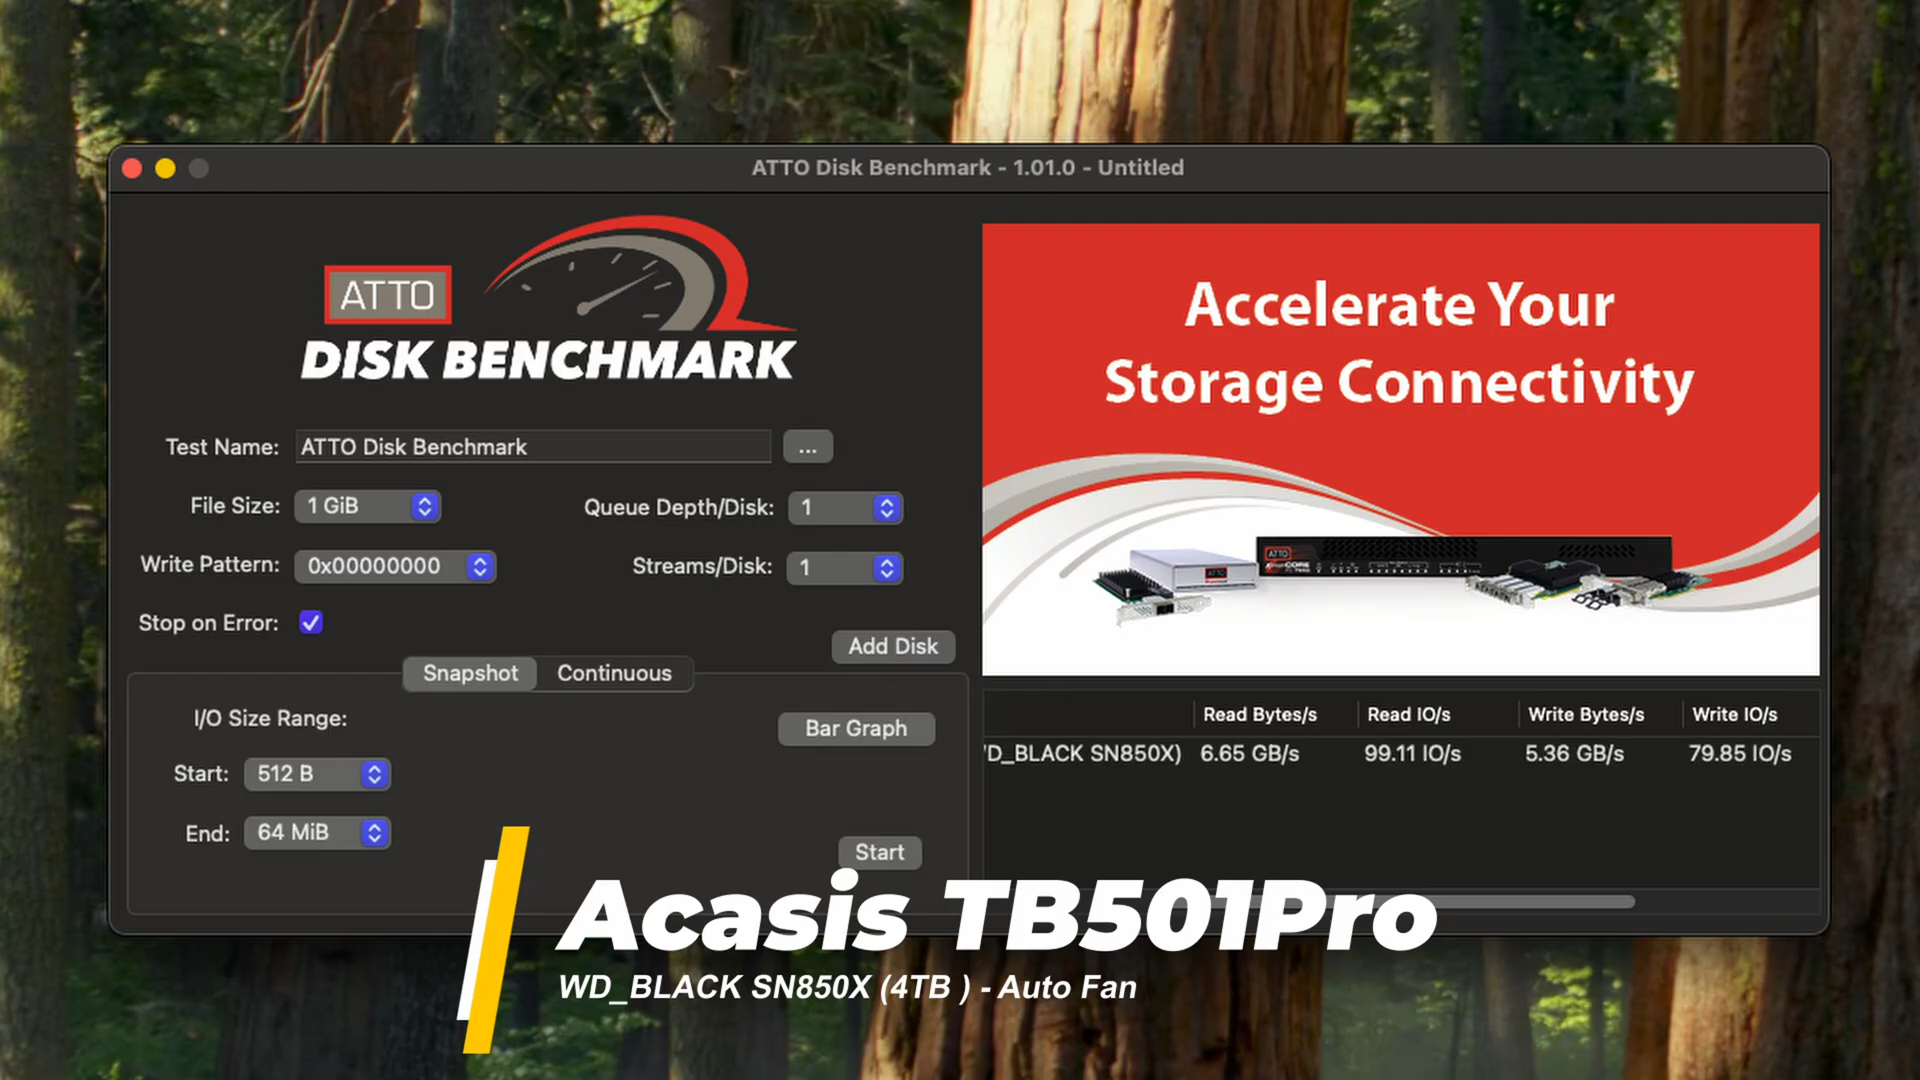 ATTO Disk Benchmark - 1.01.0 - Untitled
ATTO
DISK BENCHMARK
Test Name: ATTO Disk Benchmark ...
File Size: 1 GiB
Queue Depth/Disk: 1
Write Pattern: 0x00000000
Streams/Disk: 1
Stop on Error:
Add Disk
Snapshot Continuous
I/O Size Range:
Bar Graph
Start: 512 B
End: 64 MiB
Start
Accelerate Your
Storage Connectivity
ATTO
ATTO
Read Bytes/s Read IO/s Write Bytes/s Write IO/s
D_BLACK SN850X) 6.65 GB/s 99.11 IO/s 5.36 GB/s 79.85 IO/s
Acasis TB501Pro
WD_BLACK SN850X (4TB ) - Auto Fan